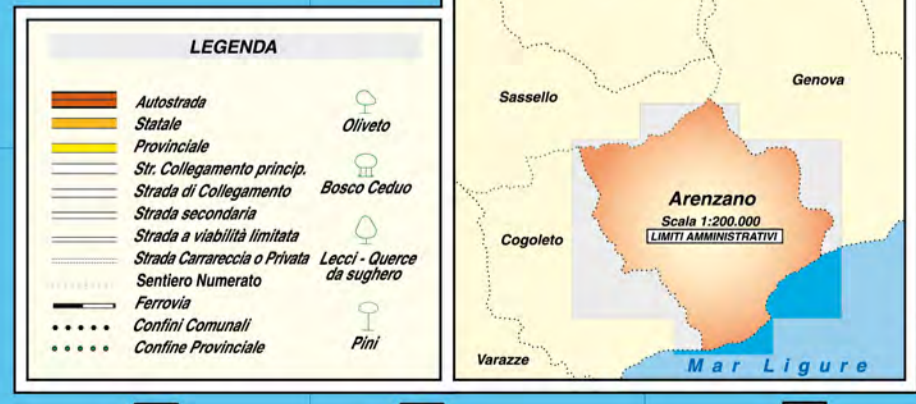 LEGENDA
Autostrada
Statale
Provinciale
Str. Collegamento princip.
Strada di Collegamento
Strada secondaria
Strada a viabilità limitata
Strada Carrareccia o Privata
Sentiero Numerato
Ferrovia
Confini Comunali
Confine Provinciale
Oliveto
Bosco Ceduo
Lecci - Querce
da sughero
Pini
Sassello
Genova
Arenzano
Scala 1:200.000
LIMITI AMMINISTRATIVI
Cogoleto
Varazze
Mar Ligure